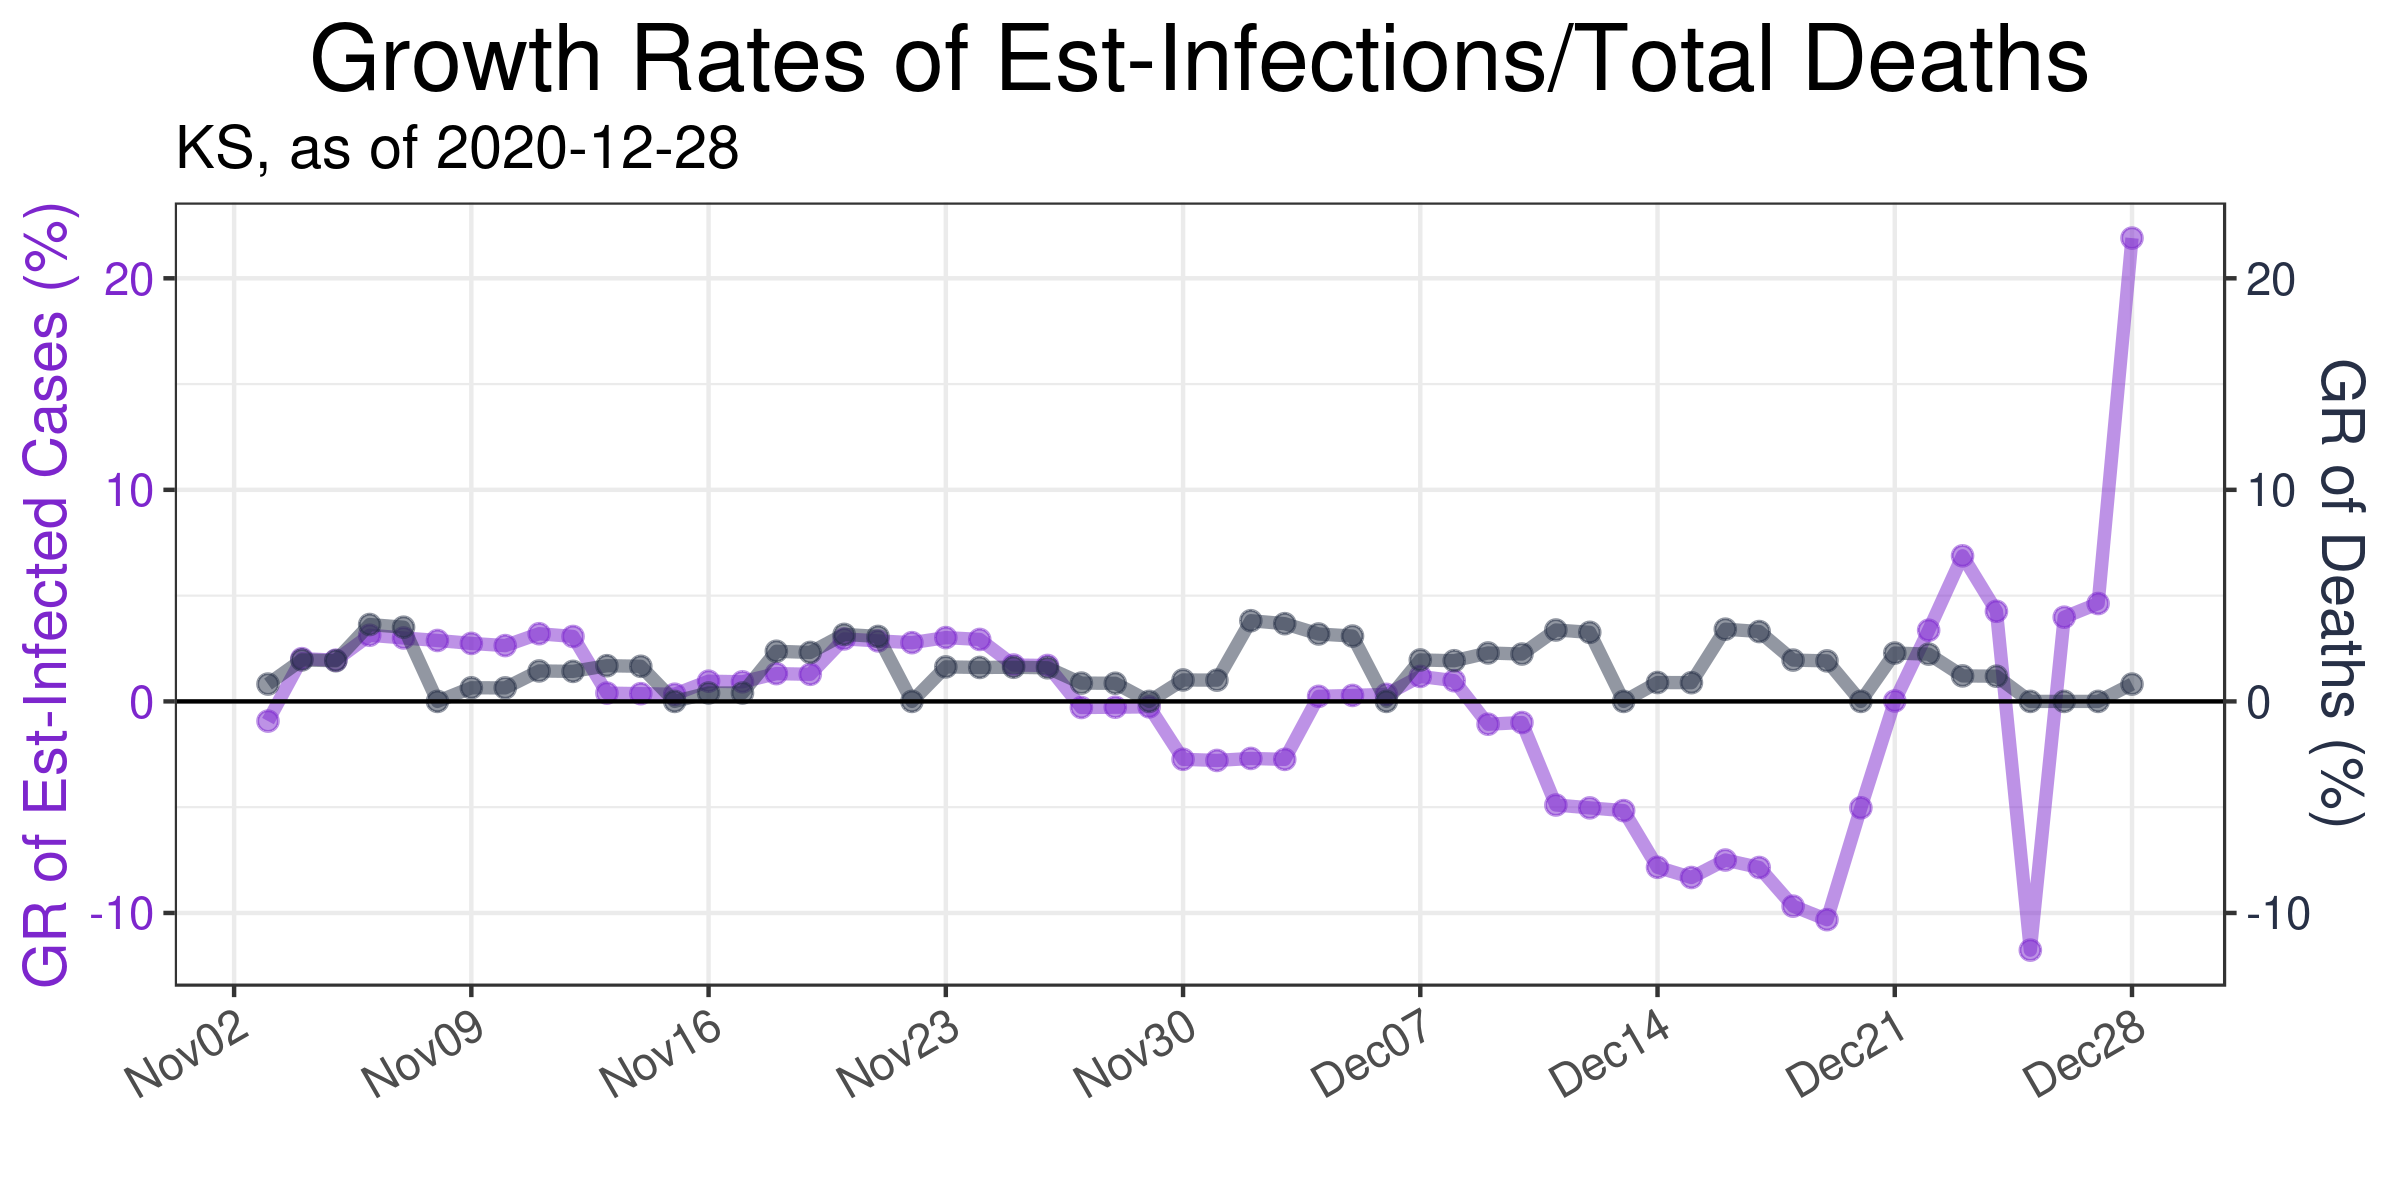 Growth Rates of Est-Infections/Total Deaths
KS, as of 2020-12-28
GR of Est-Infected Cases (%)
20
10
0
-10
20
10
0
-10
GR of Deaths (%)
Nov02
Nov09
Nov16
Nov23
Nov30
Dec07
Dec14
Dec21
Dec28